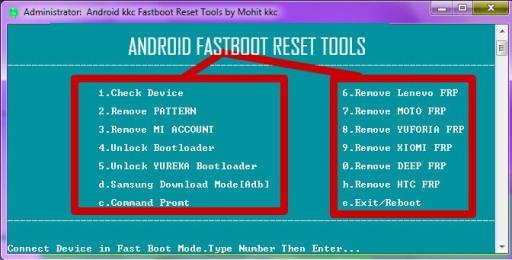 Administrator: Android kkc Fastboot Reset Tools by Mohit kkc
ANDROID FASTBOOT RESET TOOLS
1.Check Device
2.Remove PATTERN
3.Remove MI ACCOUNT
4.Unlock Bootloader
5.Unlock YUREKA Bootloader
d.Samsung Download Mode[Adb]
c.Command Promt
6.Remove Lenevo FRP
7.Remove MOTO FRP
8.Remove YUFORIA FRP
9.Remove XIOMI FRP
0.Remove DEEP FRP
h.Remove HTC FRP
e.Exit/Reboot
Connect Device in Fast Boot Mode.Type Number Then Enter...